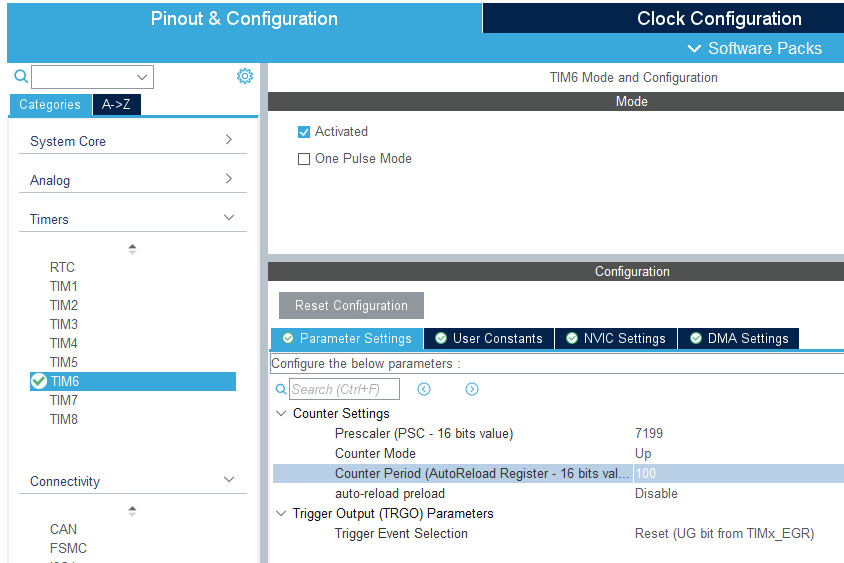 Pinout & Configuration
Clock Configuration
Software Packs
Categories
A->Z
System Core
Analog
Timers
RTC
TIM1
TIM2
TIM3
TIM4
TIM5
TIM6
TIM7
TIM8
Connectivity
CAN
FSMC
TIM6 Mode and Configuration
Mode
Activated
One Pulse Mode
Configuration
Reset Configuration
Parameter Settings
User Constants
NVIC Settings
DMA Settings
Configure the below parameters :
Search (Ctrl+F)
Counter Settings
Prescaler (PSC - 16 bits value) 7199
Counter Mode Up
Counter Period (AutoReload Register - 16 bits val... 100
auto-reload preload Disable
Trigger Output (TRGO) Parameters
Trigger Event Selection Reset (UG bit from TIMx_EGR)